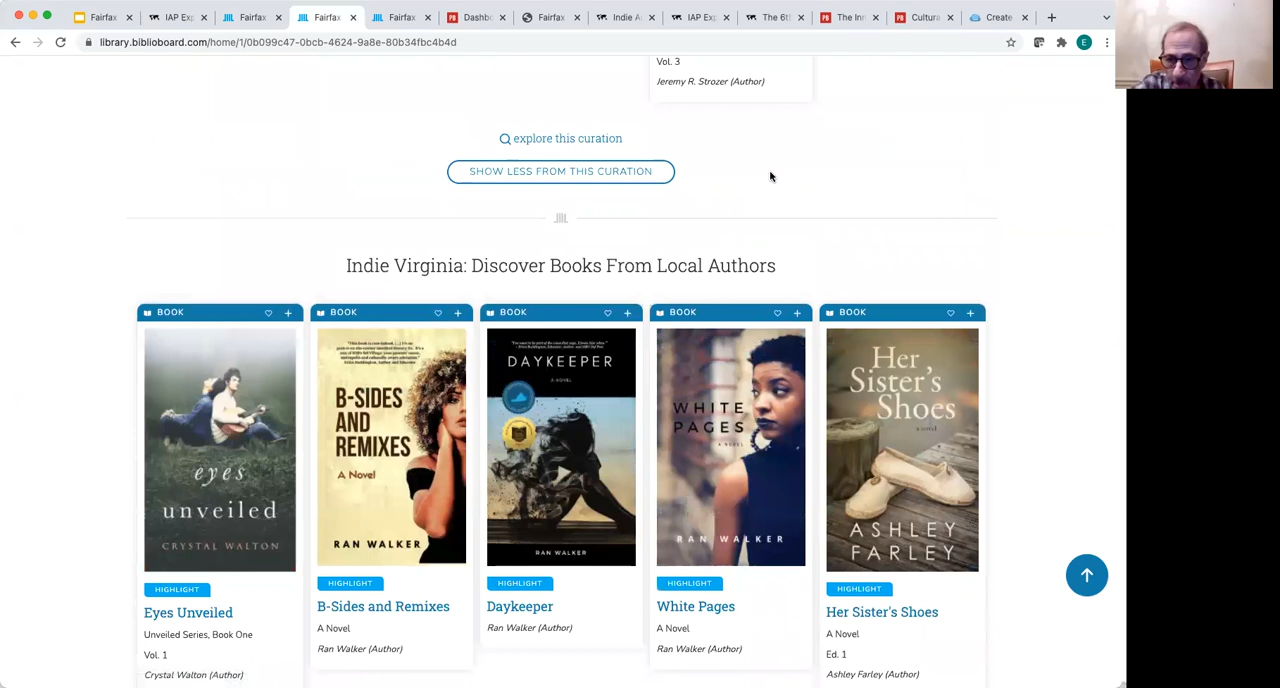 Fairfax
IAP Exp
Fairfax
Fairfax
Fairfax
Dashbo
Fairfax
Indie A
IAP Exp
The 6t
The Inn
Cultura
Create
library.biblioboard.com/home/1/0b099c47-0bcb-4624-9a8e-80b34fbc4b4d
E
Vol. 3
Jeremy R. Strozer (Author)
explore this curation
SHOW LESS FROM THIS CURATION
Indie Virginia: Discover Books From Local Authors
BOOK
BOOK
BOOK
BOOK
BOOK
eyes
unveiled
CRYSTAL WALTON
B-SIDES
AND
REMIXES
A Novel
RAN WALKER
DAYKEEPER
A NOVEL
RAN WALKER
WHITE
PAGES
A NOVEL
RAN WALKER
Her
Sister's
Shoes
a novel
ASHLEY
FARLEY
HIGHLIGHT
Eyes Unveiled
Unveiled Series, Book One
Vol. 1
Crystal Walton (Author)
HIGHLIGHT
B-Sides and Remixes
A Novel
Ran Walker (Author)
HIGHLIGHT
Daykeeper
Ran Walker (Author)
HIGHLIGHT
White Pages
A Novel
Ran Walker (Author)
HIGHLIGHT
Her Sister's Shoes
A Novel
Ed. 1
Ashley Farley (Author)